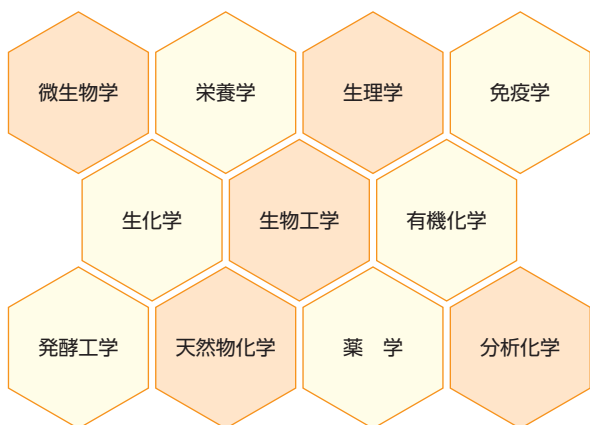 微生物学
栄養学
生理学
免疫学
生化学
生物工学
有機化学
発酵工学
天然物化学
薬　学
分析化学